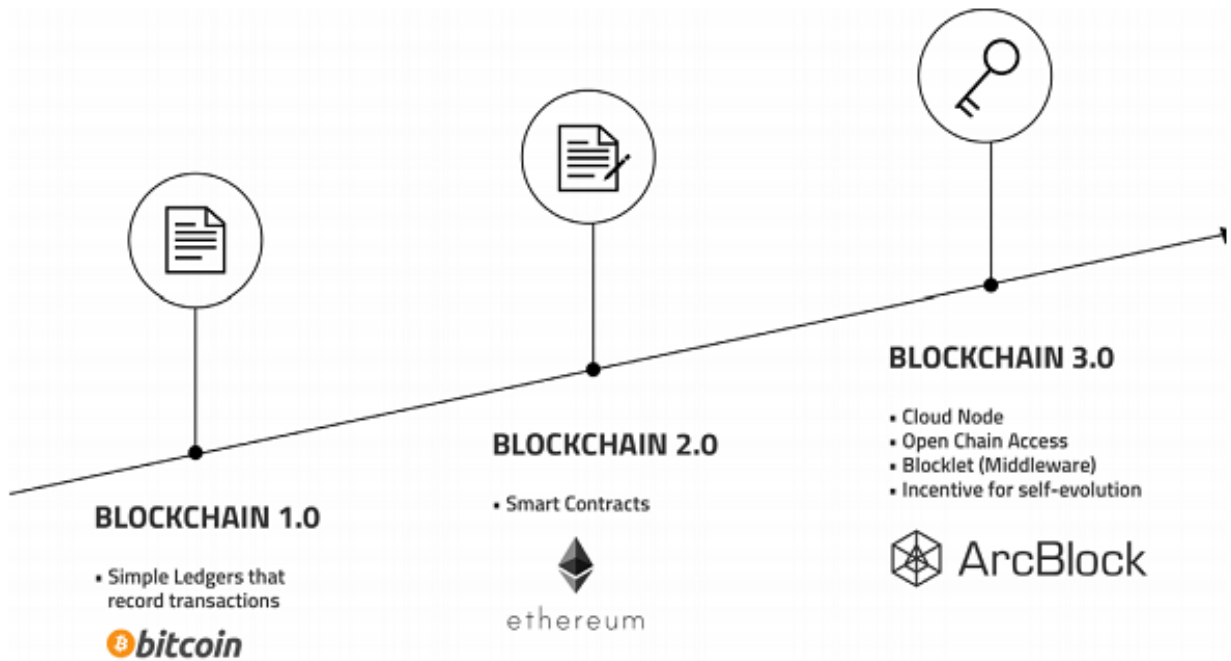 BLOCKCHAIN 1.0
▪ Simple Ledgers that
record transactions
bitcoin
BLOCKCHAIN 2.0
▪ Smart Contracts
ethereum
BLOCKCHAIN 3.0
▪ Cloud Node
▪ Open Chain Access
▪ Blocklet (Middleware)
▪ Incentive for self-evolution
ArcBlock